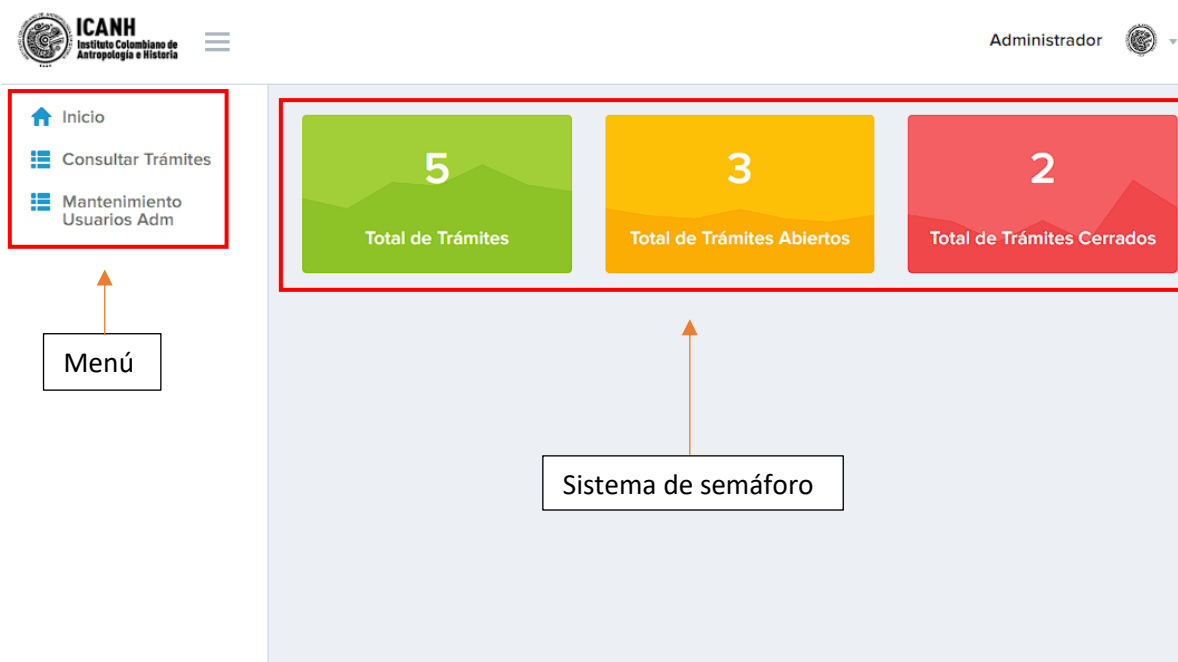 ICANH
Instituto Colombiano de
Antropología e Historia
Administrador
Inicio
Consultar Trámites
Mantenimiento
Usuarios Adm
5
Total de Trámites
3
Total de Trámites Abiertos
2
Total de Trámites Cerrados
Menú
Sistema de semáforo